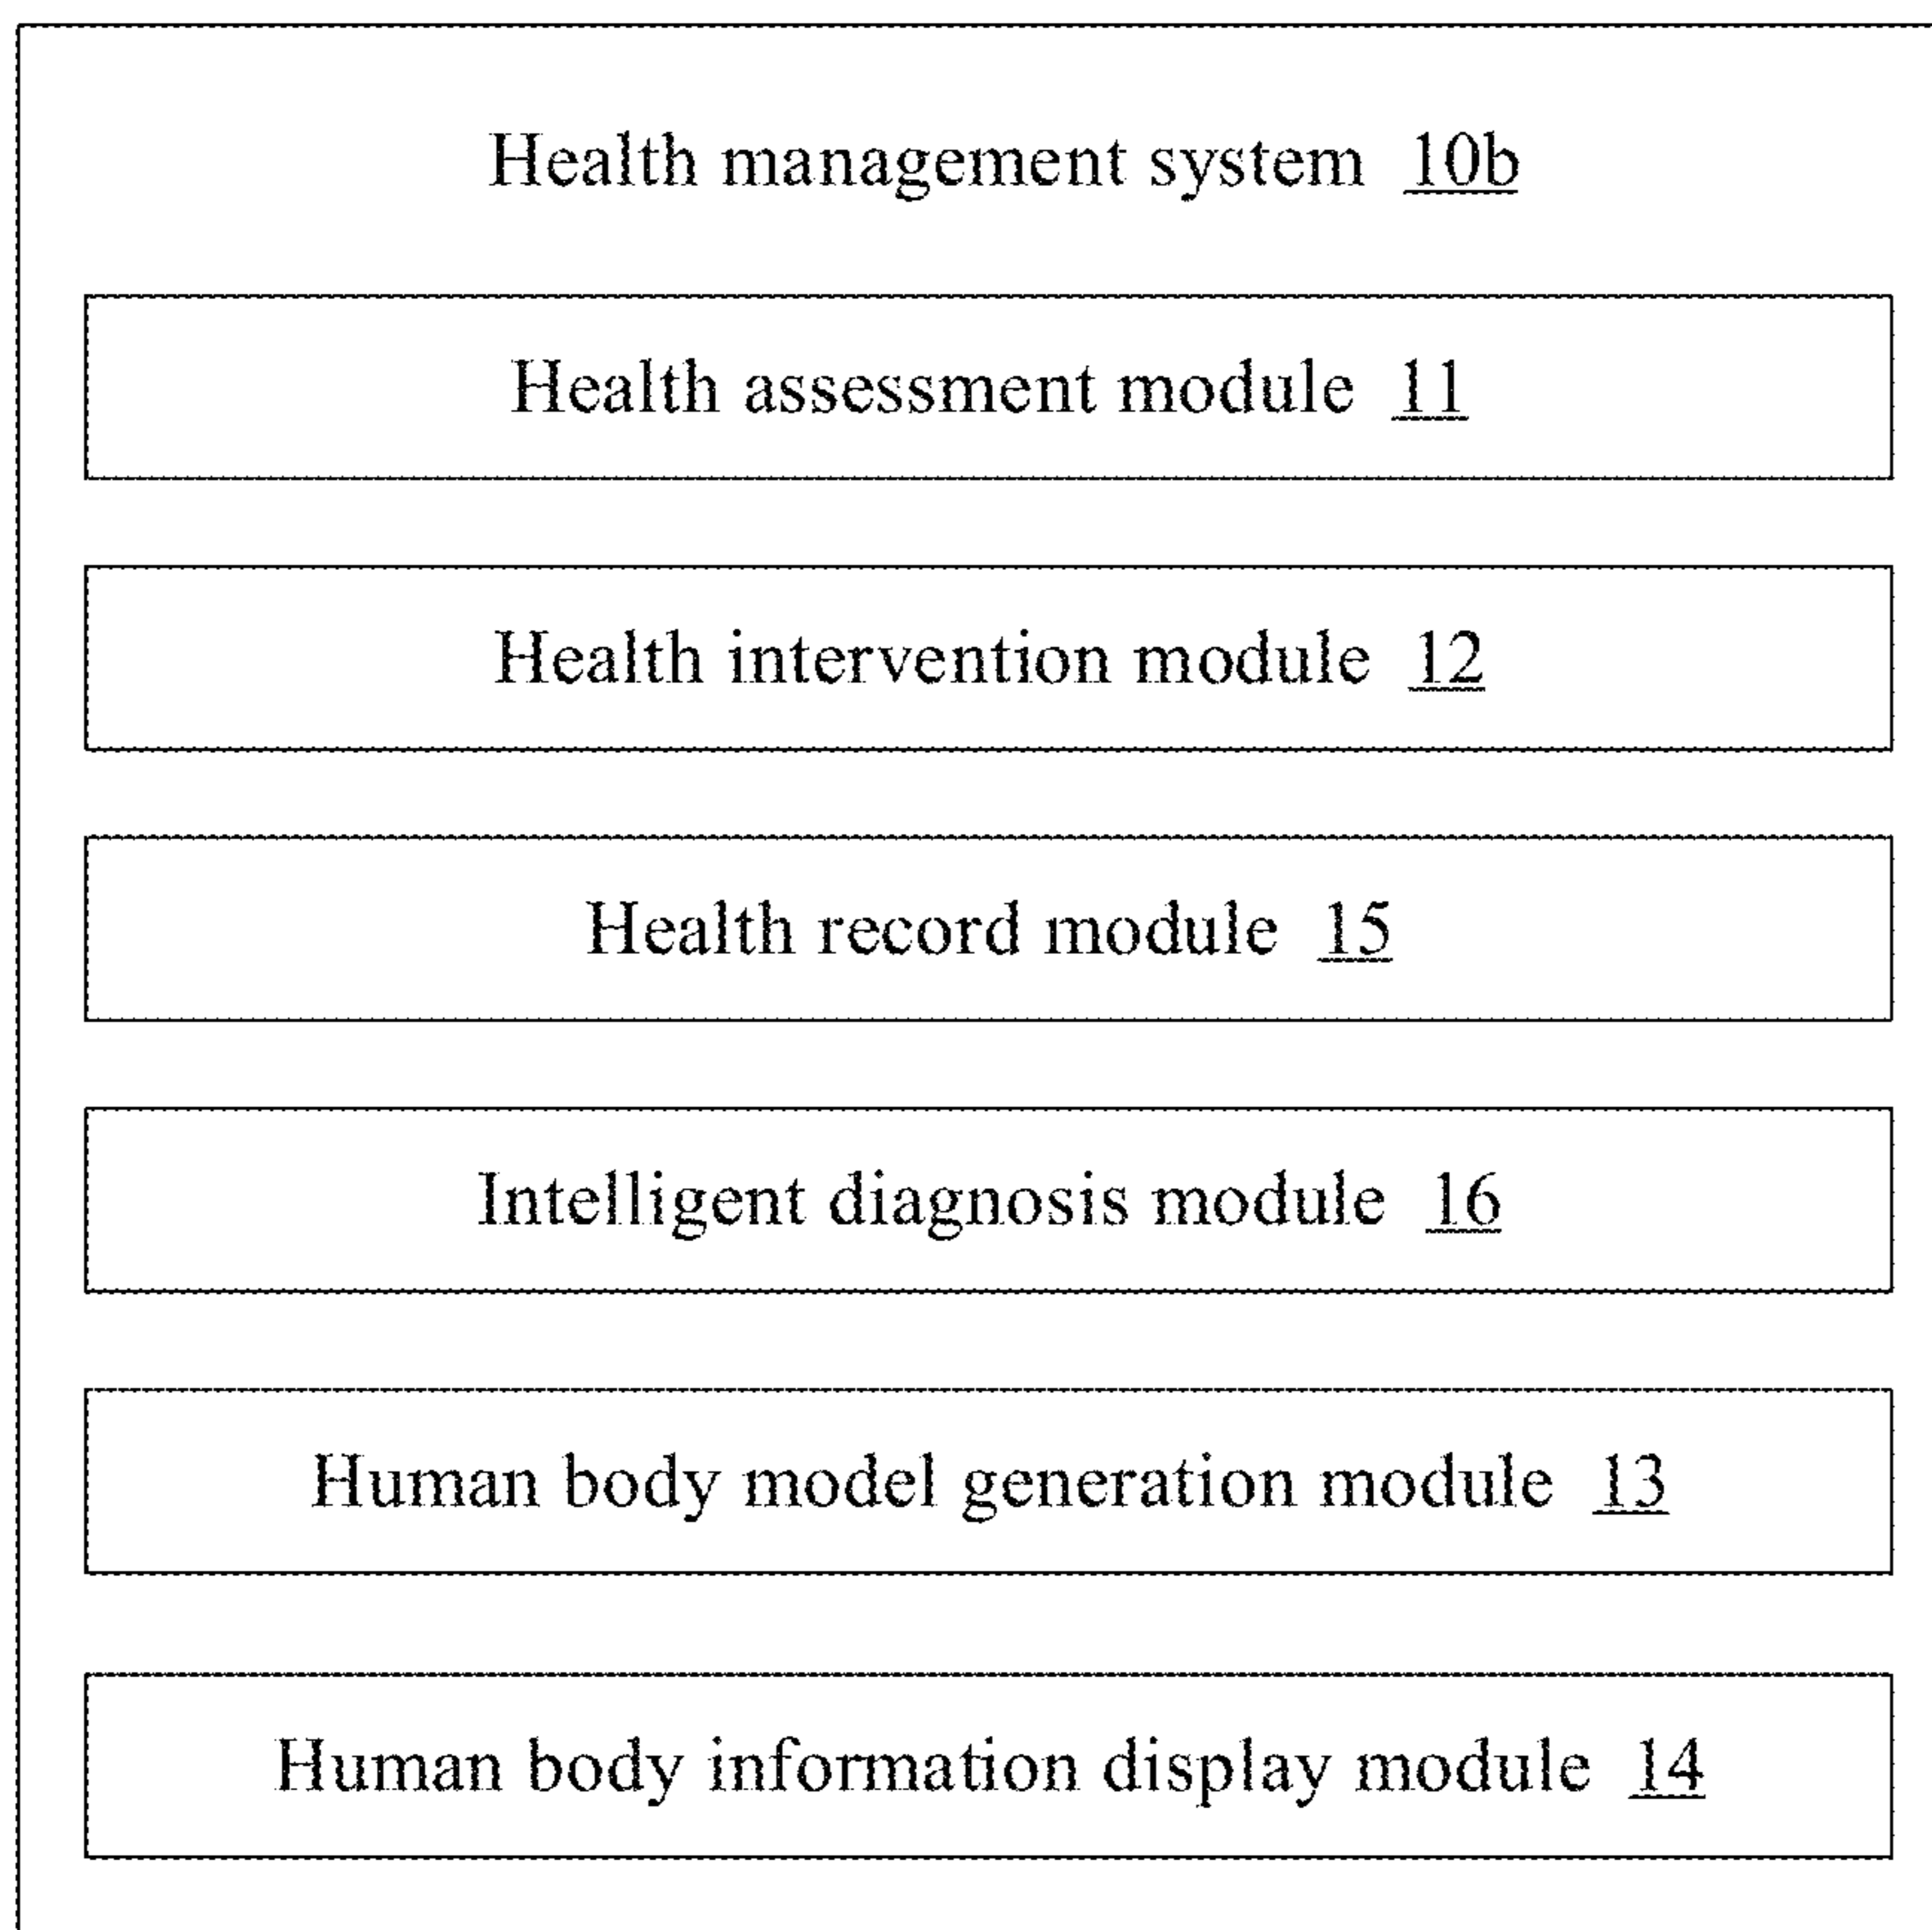 Health management system 10b
Health assessment module 11
Health intervention module 12
Health record module 15
Intelligent diagnosis module 16
Human body model generation module 13
Human body information display module 14